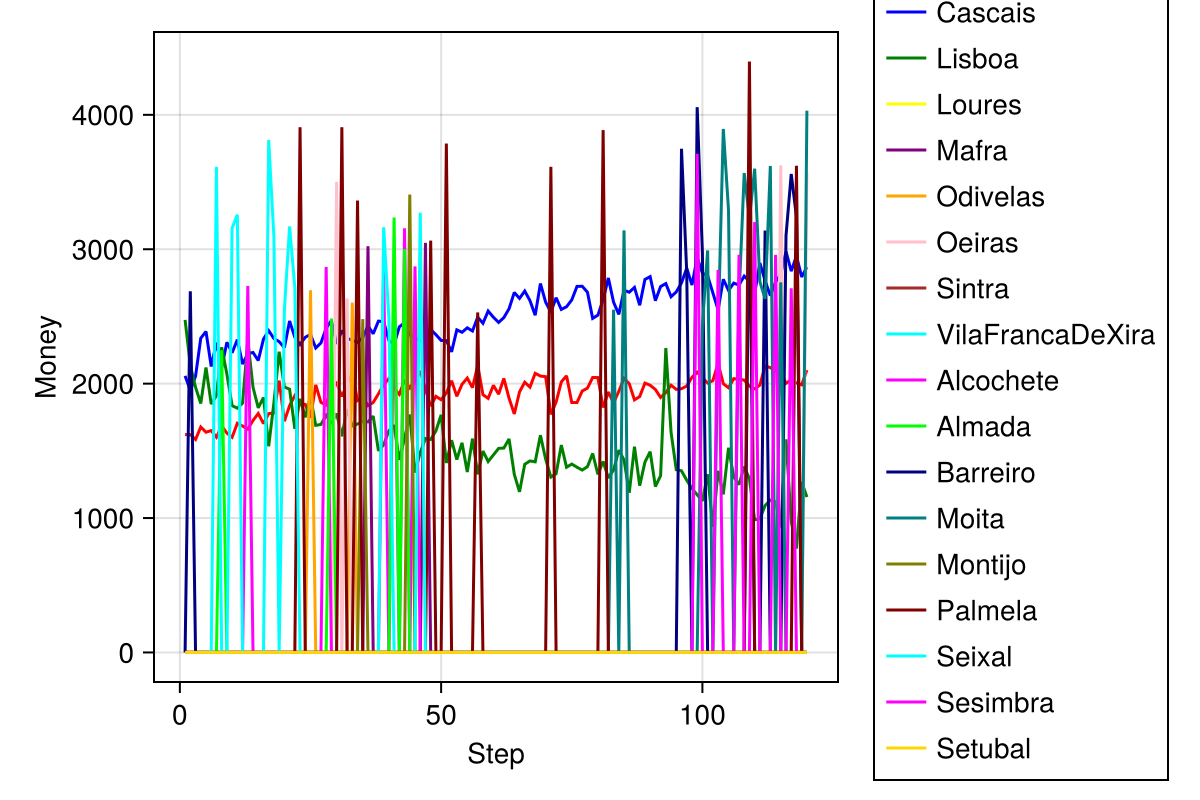 Money
4000
3000
2000
1000
0
0
50
100
Step
Cascais
Lisboa
Loures
Mafra
Odivelas
Oeiras
Sintra
VilaFrancaDeXira
Alcochete
Almada
Barreiro
Moita
Montijo
Palmela
Seixal
Sesimbra
Setubal